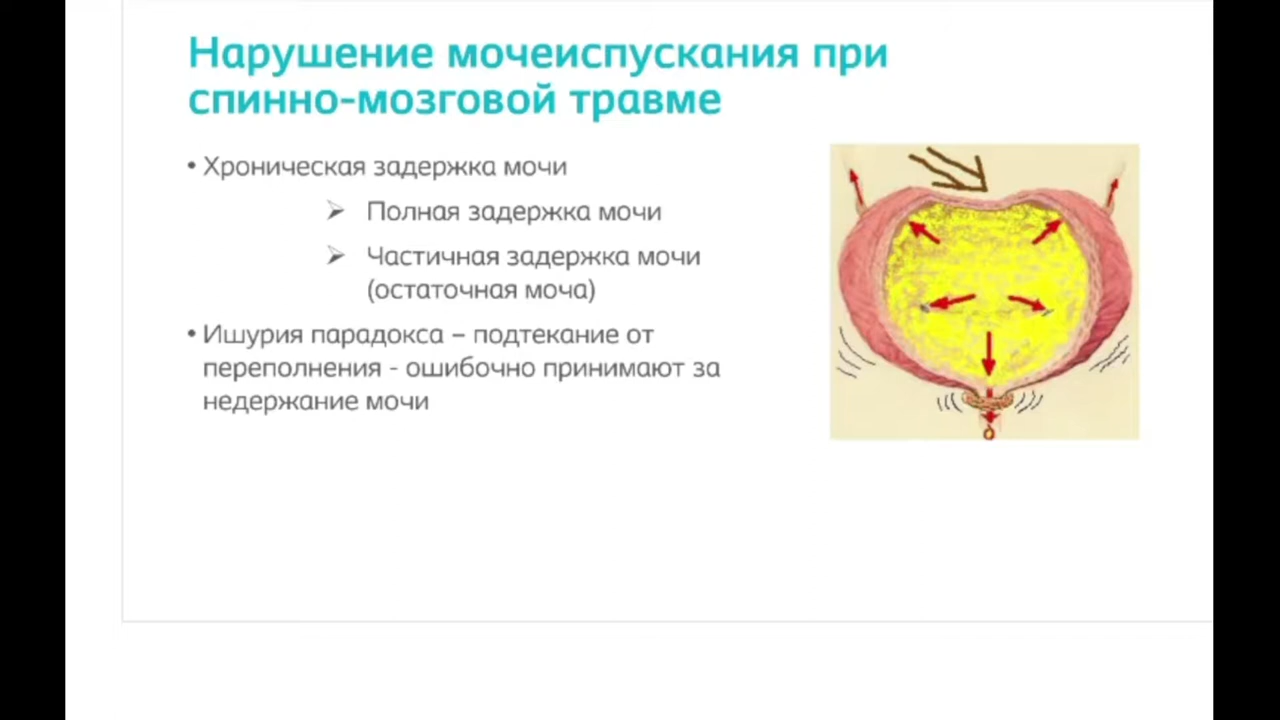 Нарушение мочеиспускания при
спинно-мозговой травме
• Хроническая задержка мочи
➢ Полная задержка мочи
➢ Частичная задержка мочи
(остаточная моча)
• Ишурия парадокса – подтекание от
переполнения - ошибочно принимают за
недержание мочи